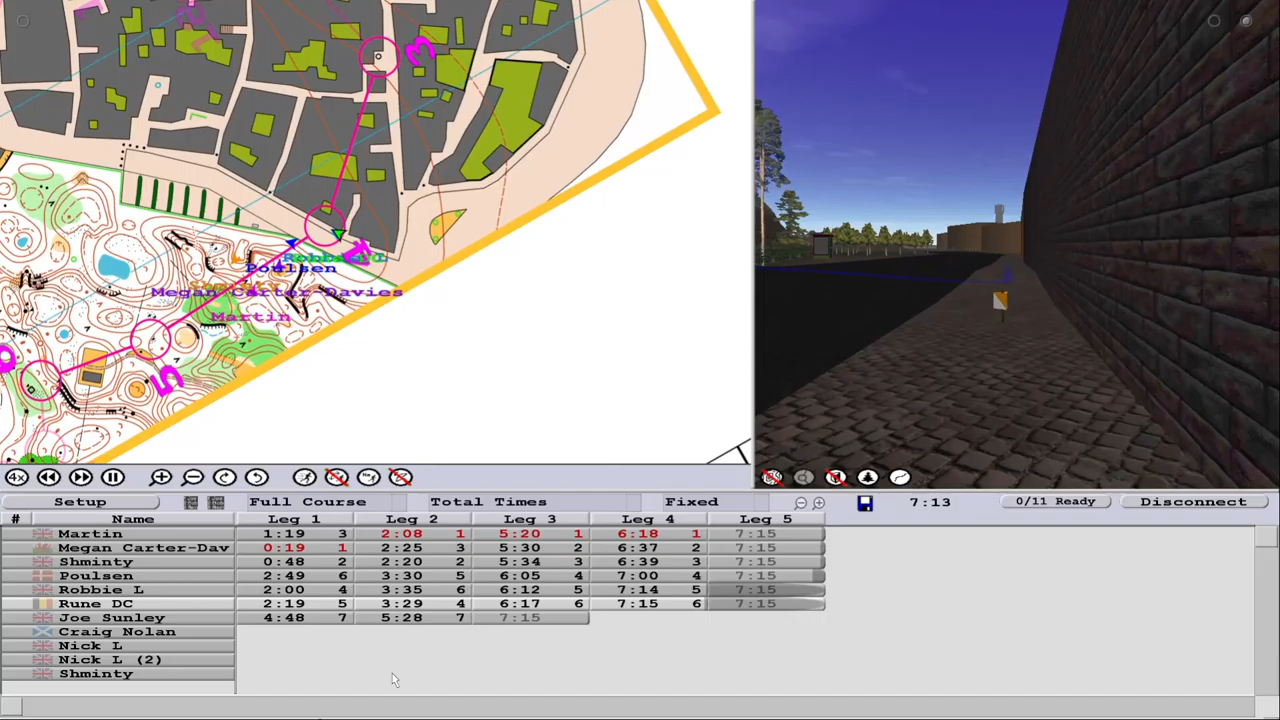 3
Robbie L
Poulsen
Megan Carter-Davies
Martin
5
4x
Setup Full Course Total Times Fixed 7:13 0/11 Ready Disconnect
# Name Leg 1 Leg 2 Leg 3 Leg 4 Leg 5
Martin 1:19 3 2:08 1 5:20 1 6:18 1 7:15
Megan Carter-Dav 0:19 1 2:25 3 5:30 2 6:37 2 7:15
Shminty 0:48 2 2:20 2 5:34 3 6:39 3 7:15
Poulsen 2:49 6 3:30 5 6:05 4 7:00 4 7:15
Robbie L 2:00 4 3:35 6 6:12 5 7:14 5 7:15
Rune DC 2:19 5 3:29 4 6:17 6 7:15 6 7:15
Joe Sunley 4:48 7 5:28 7 7:15
Craig Nolan
Nick L
Nick L (2)
Shminty